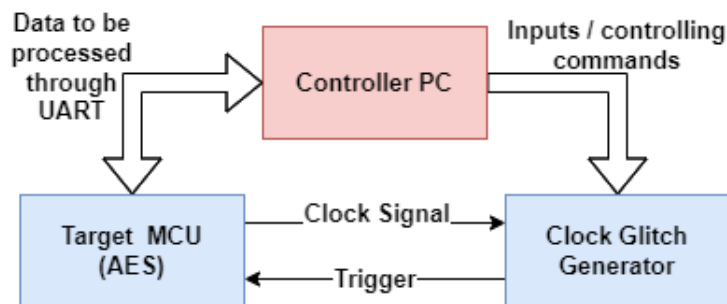 Data to be
processed
through
UART
Controller PC
Inputs / controlling
commands
Target MCU
(AES)
Clock Signal
Trigger
Clock Glitch
Generator